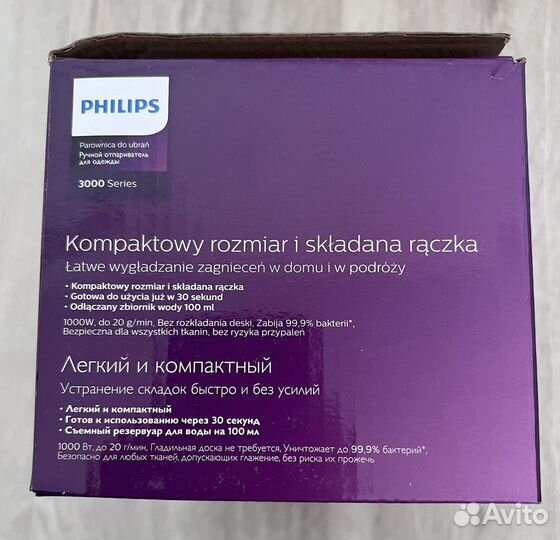 PHILIPS
Parownica do ubrań
Ручной отпариватель
для одежды
3000 Series
Kompaktowy rozmiar i składana rączka
Łatwe wygładzanie zagnieceń w domu i w podróży
• Kompaktowy rozmiar i składana rączka
• Gotowa do użycia już w 30 sekund
• Odłączany zbiornik wody 100 ml
1000W, do 20 g/min, Bez rozkładania deski, Zabija 99,9% bakterii*,
Bezpieczna dla wszystkich tkanin, bez ryzyka przypaleń
Легкий и компактный
Устранение складок быстро и без усилий
• Легкий и компактный
• Готов к использованию через 30 секунд
• Съемный резервуар для воды на 100 мл
1000 Вт, до 20 г/мин, Гладильная доска не требуется, Уничтожает до 99,9% бактерий*,
Безопасно для любых тканей, допускающих глажение, без риска их прожечь
Avito